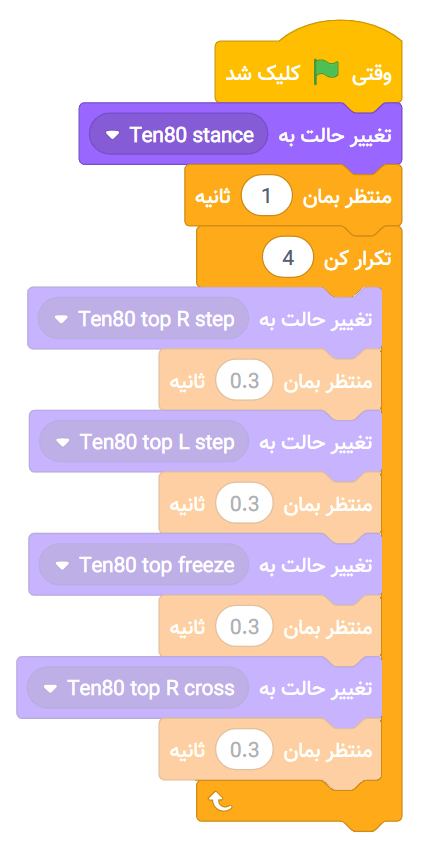 وقتی کلیک شد
تغییر حالت به Ten80 stance
منتظر بمان 1 ثانیه
تکرار کن 4
تغییر حالت به Ten80 top R step
منتظر بمان 0.3 ثانیه
تغییر حالت به Ten80 top L step
منتظر بمان 0.3 ثانیه
تغییر حالت به Ten80 top freeze
منتظر بمان 0.3 ثانیه
تغییر حالت به Ten80 top R cross
منتظر بمان 0.3 ثانیه